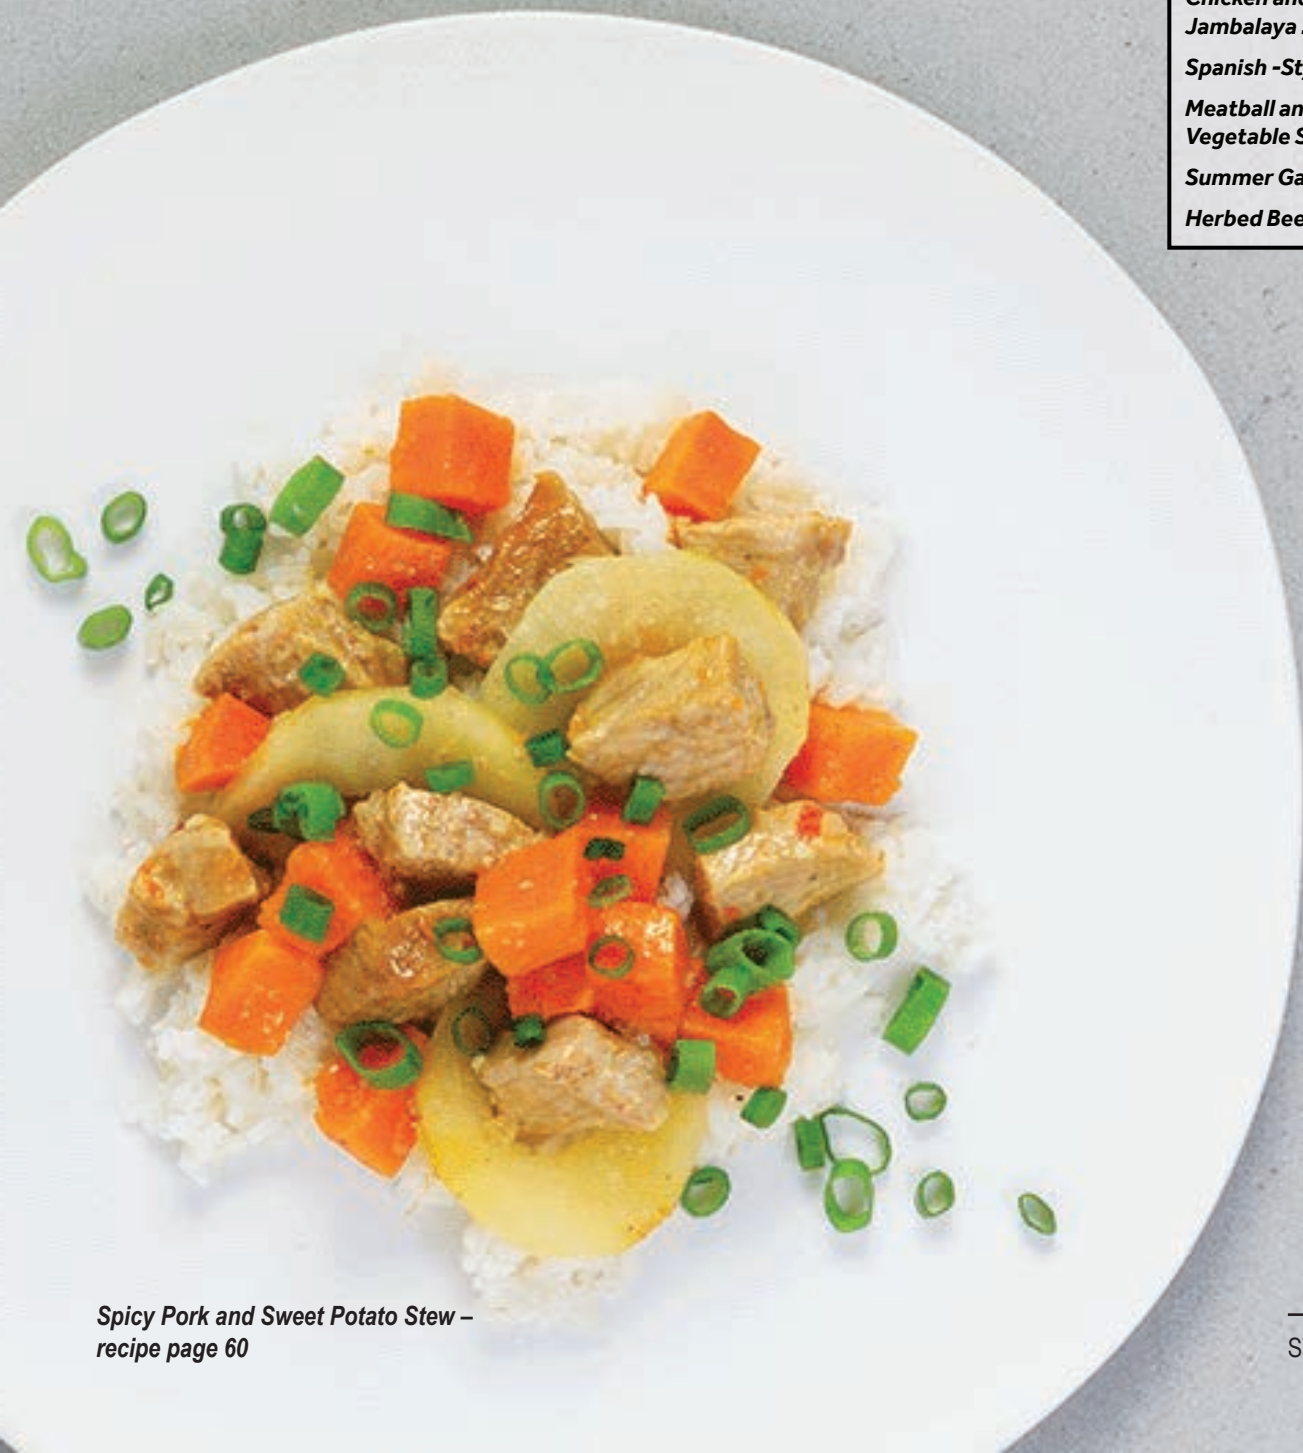 Jambalaya
Spanish -St
Meatball an
Vegetable S
Summer Ga
Herbed Bee
Spicy Pork and Sweet Potato Stew –
recipe page 60
S